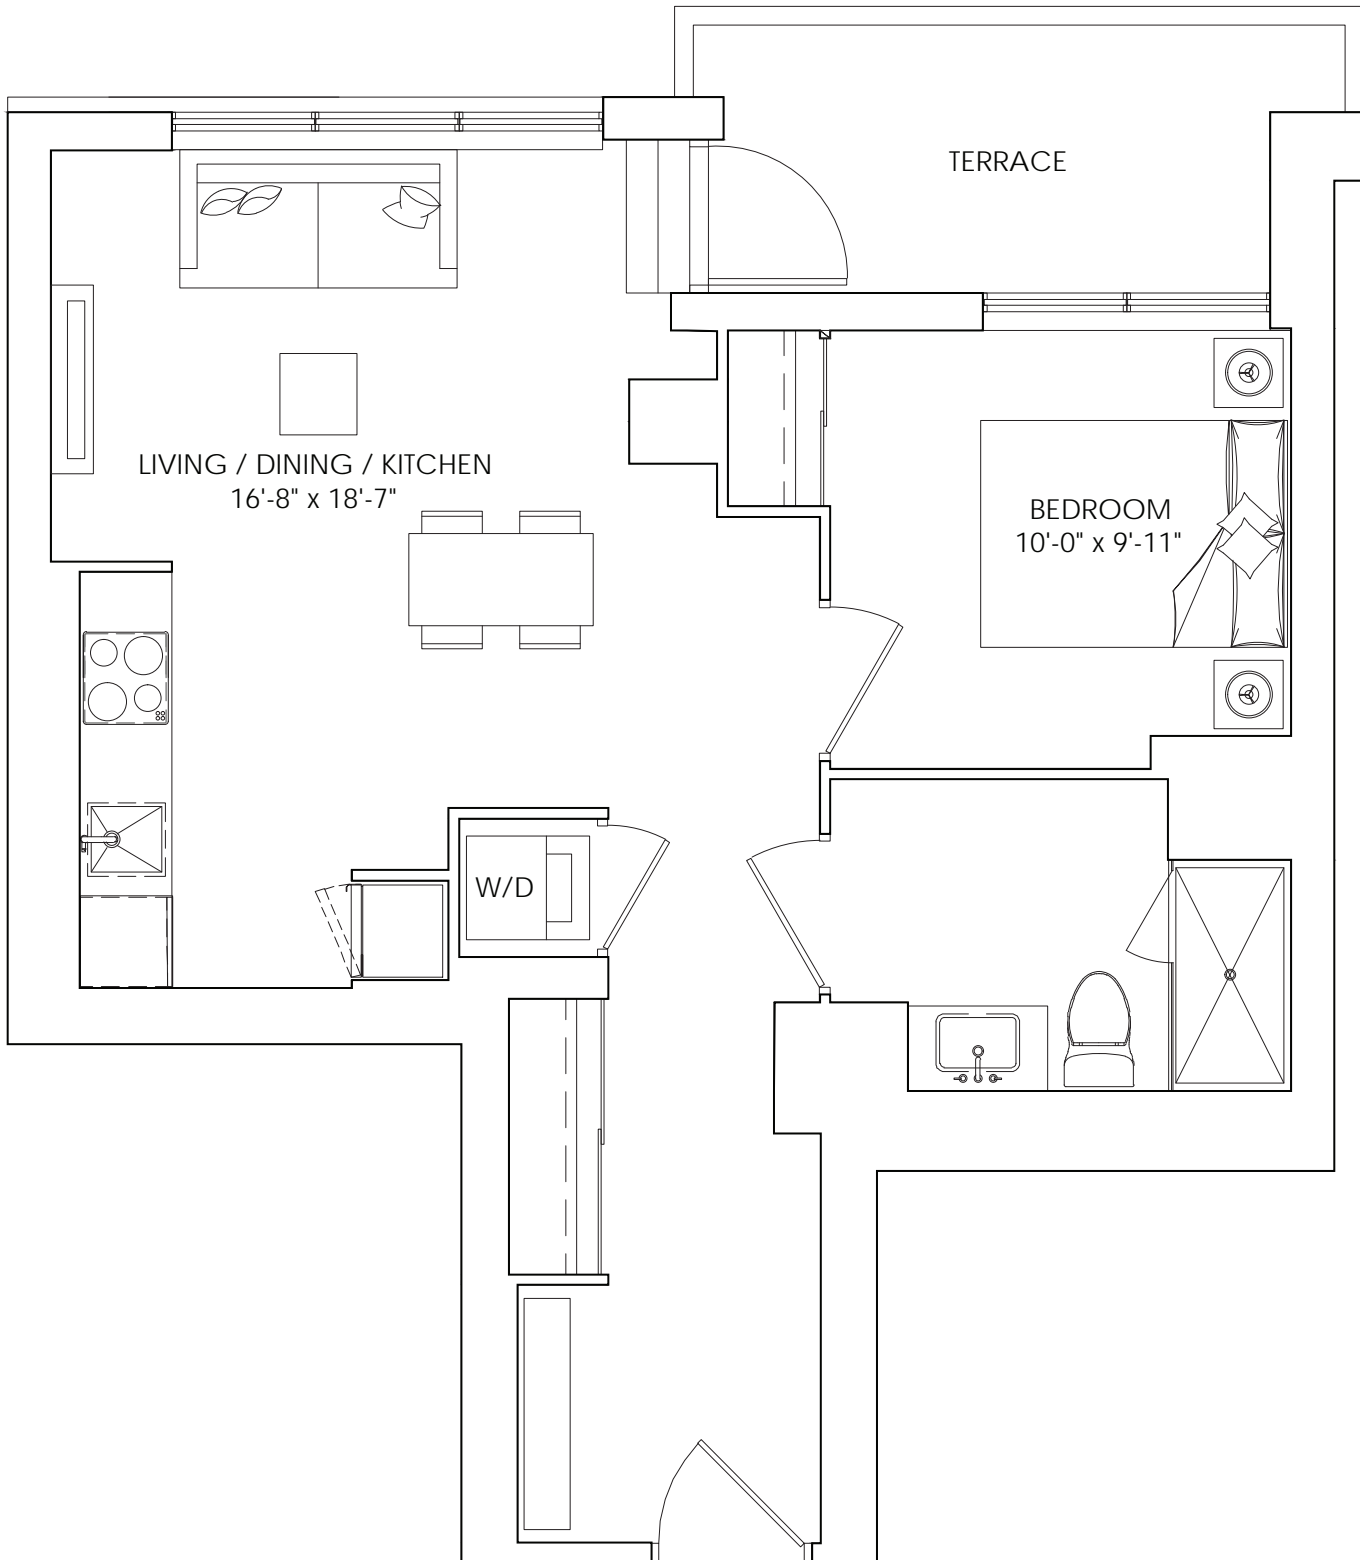 TERRACE
LIVING / DINING / KITCHEN
16'-8" x 18'-7"
BEDROOM
10'-0" x 9'-11"
W/D